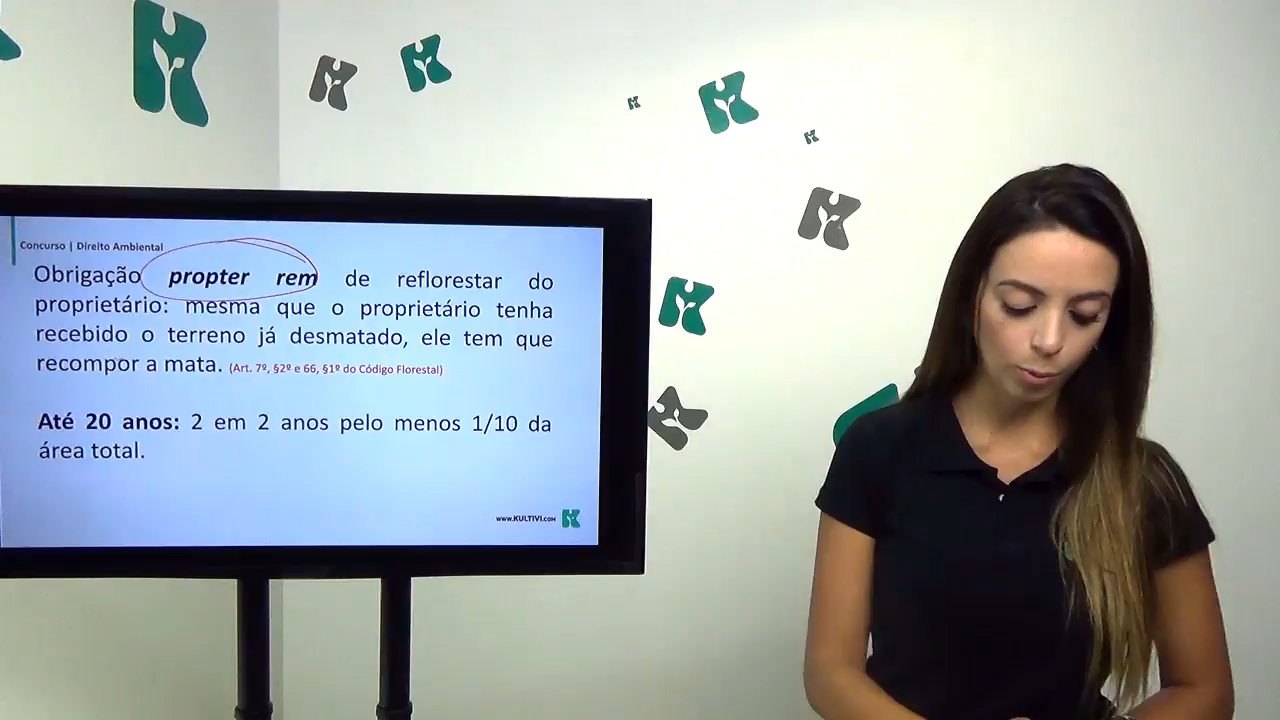 Concurso | Direito Ambiental
Obrigação propter rem de reflorestar do
proprietário: mesma que o proprietário tenha
recebido o terreno já desmatado, ele tem que
recompor a mata. (Art. 7º, §2º e 66, §1º do Código Florestal)
Até 20 anos: 2 em 2 anos pelo menos 1/10 da
área total.
www.KULTIVI.com